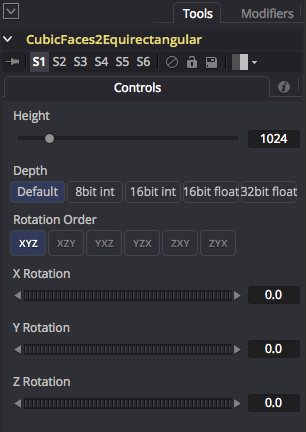 Tools Modifiers
CubicFaces2Equirectangular
S1 S2 S3 S4 S5 S6
Controls
Height
1024
Depth
Default 8bit int 16bit int 16bit float 32bit float
Rotation Order
XYZ XZY YXZ YZX ZXY ZYX
X Rotation
0.0
Y Rotation
0.0
Z Rotation
0.0